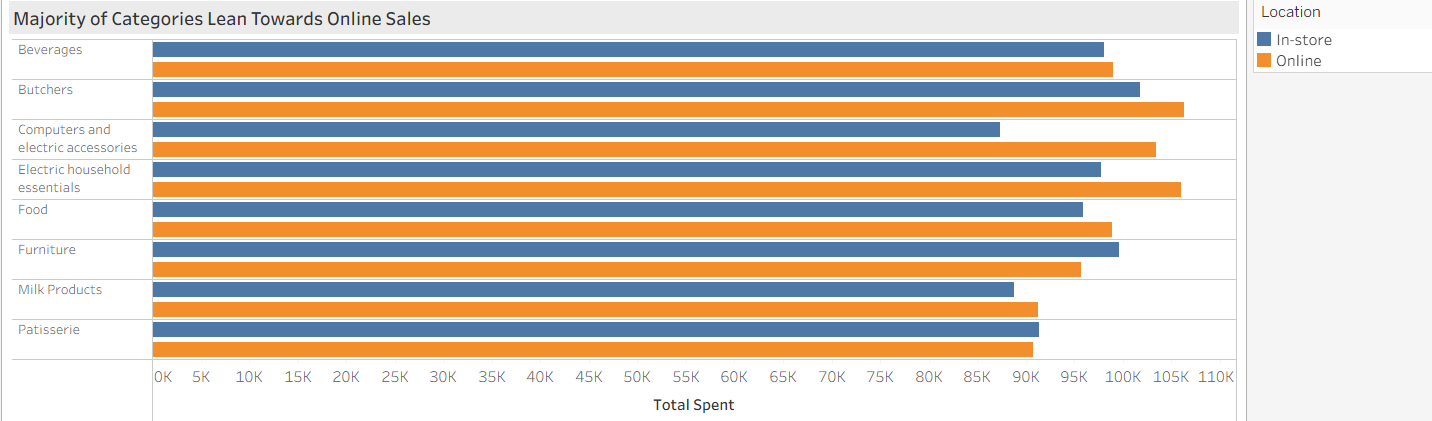 Majority of Categories Lean Towards Online Sales
Location
In-store
Online
Beverages
Butchers
Computers and
electric accessories
Electric household
essentials
Food
Furniture
Milk Products
Patisserie
0K 5K 10K 15K 20K 25K 30K 35K 40K 45K 50K 55K 60K 65K 70K 75K 80K 85K 90K 95K 100K 105K 110K
Total Spent